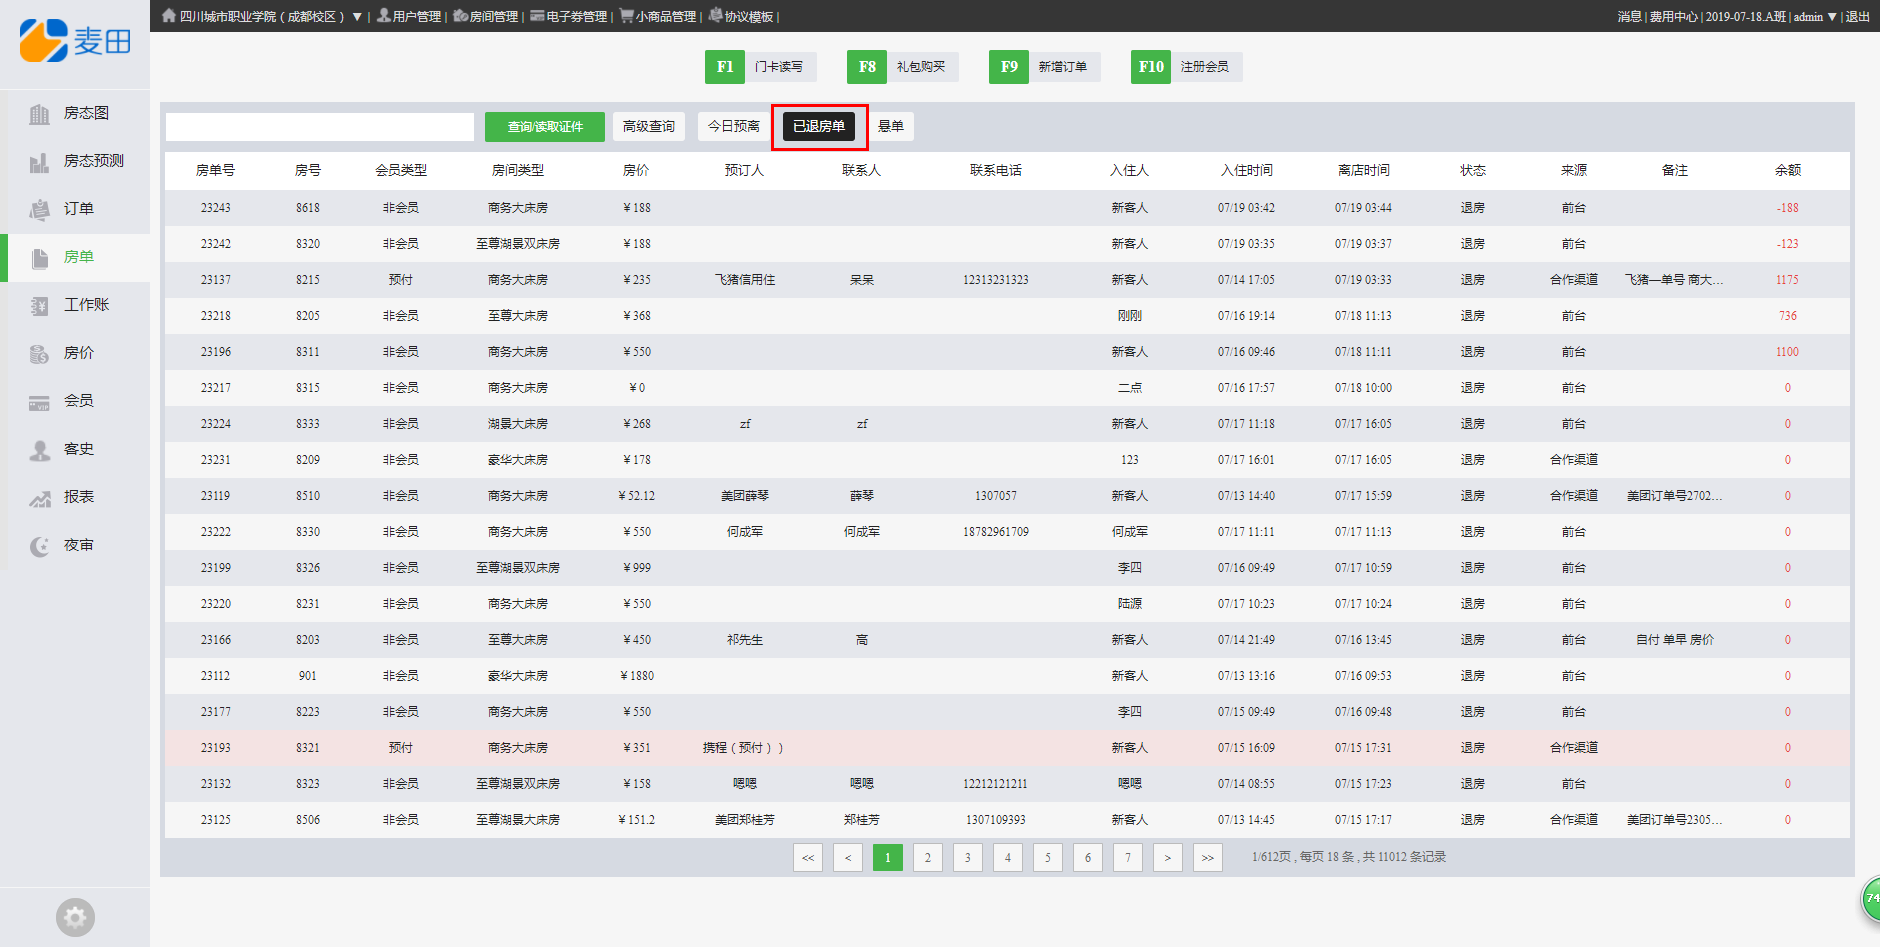 四川城市职业学院（成都校区）▼ | 用户管理 | 房间管理 | 电子券管理 | 小商品管理 | 协议模板 |
消息 | 费用中心 | 2019-07-18.A班 | admin ▼ | 退出
麦田
F1 门卡读写 F8 礼包购买 F9 新增订单 F10 注册会员
房态图
房态预测
订单
房单
工作账
房价
会员
客史
报表
夜审
查询/读取证件 高级查询 今日预离 已退房单 悬单
房单号 房号 会员类型 房间类型 房价 预订人 联系人 联系电话 入住人 入住时间 离店时间 状态 来源 备注 余额
23243 8618 非会员 商务大床房 ¥188 新客人 07/19 03:42 07/19 03:44 退房 前台 -188
23242 8320 非会员 至尊湖景双床房 ¥188 新客人 07/19 03:35 07/19 03:37 退房 前台 -123
23137 8215 预付 商务大床房 ¥235 飞猪信用住 呆呆 12313231323 新客人 07/14 17:05 07/19 03:33 退房 合作渠道 飞猪—单号 商大... 1175
23218 8205 非会员 至尊大床房 ¥368 刚刚 07/16 19:14 07/18 11:13 退房 前台 736
23196 8311 非会员 商务大床房 ¥550 新客人 07/16 09:46 07/18 11:11 退房 前台 1100
23217 8315 非会员 商务大床房 ¥0 二点 07/16 17:57 07/18 10:00 退房 前台 0
23224 8333 非会员 湖景大床房 ¥268 zf zf 新客人 07/17 11:18 07/17 16:05 退房 前台 0
23231 8209 非会员 豪华大床房 ¥178 123 07/17 16:01 07/17 16:05 退房 合作渠道 0
23119 8510 非会员 商务大床房 ¥52.12 美团薛琴 薛琴 1307057 新客人 07/13 14:40 07/17 15:59 退房 合作渠道 美团订单号2702... 0
23222 8330 非会员 商务大床房 ¥550 何成军 何成军 18782961709 何成军 07/17 11:11 07/17 11:13 退房 前台 0
23199 8326 非会员 至尊湖景双床房 ¥999 李四 07/16 09:49 07/17 10:59 退房 前台 0
23220 8231 非会员 商务大床房 ¥550 陆源 07/17 10:23 07/17 10:24 退房 前台 0
23166 8203 非会员 至尊大床房 ¥450 祁先生 高 新客人 07/14 21:49 07/16 13:45 退房 前台 自付 单早 房价 0
23112 901 非会员 豪华大床房 ¥1880 新客人 07/13 13:16 07/16 09:53 退房 前台 0
23177 8223 非会员 商务大床房 ¥550 李四 07/15 09:49 07/16 09:48 退房 前台 0
23193 8321 预付 商务大床房 ¥351 携程（预付）） 新客人 07/15 16:09 07/15 17:31 退房 合作渠道 0
23132 8323 非会员 至尊湖景双床房 ¥158 嗯嗯 嗯嗯 12212121211 嗯嗯 07/14 08:55 07/15 17:23 退房 前台 0
23125 8506 非会员 至尊湖景大床房 ¥151.2 美团郑桂芳 郑桂芳 1307109393 新客人 07/13 14:45 07/15 17:17 退房 合作渠道 美团订单号2305... 0
<< < 1 2 3 4 5 6 7 > >> 1/612页 , 每页 18 条 , 共 11012 条记录
74